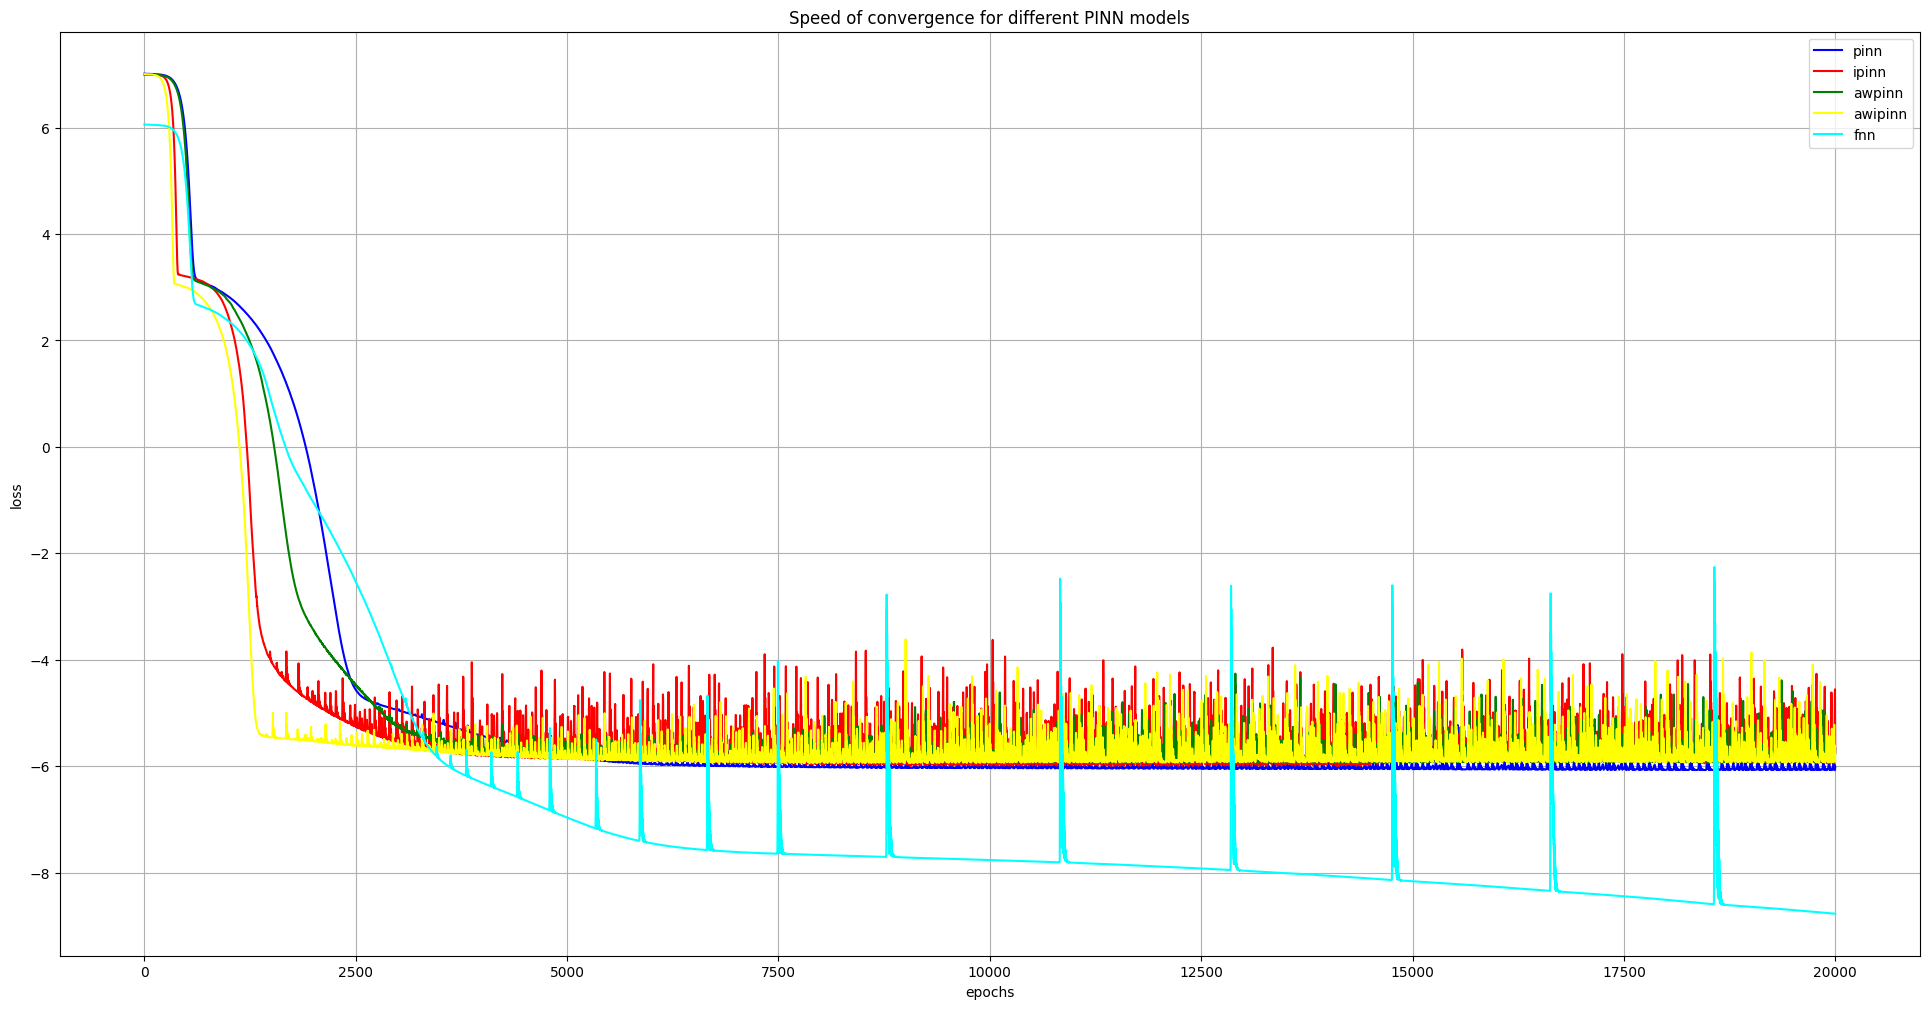 Speed of convergence for different PINN models
pinn
ipinn
awpinn
awipinn
fnn
loss
6
4
2
0
−2
−4
−6
−8
0 2500 5000 7500 10000 12500 15000 17500 20000
epochs